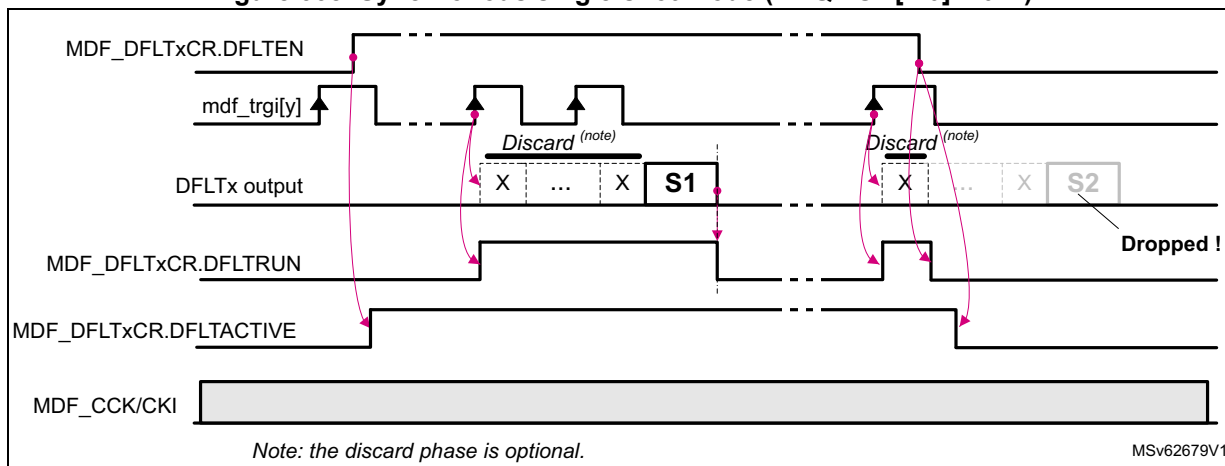 MDF_DFLTxCR.DFLTEN
mdf_trgi[y]
Discard (note)
Discard (note)
DFLTx output
X
...
X
S1
X
...
X
S2
Dropped !
MDF_DFLTxCR.DFLTRUN
MDF_DFLTxCR.DFLTACTIVE
MDF_CCK/CKI
Note: the discard phase is optional.
MSv62679V1